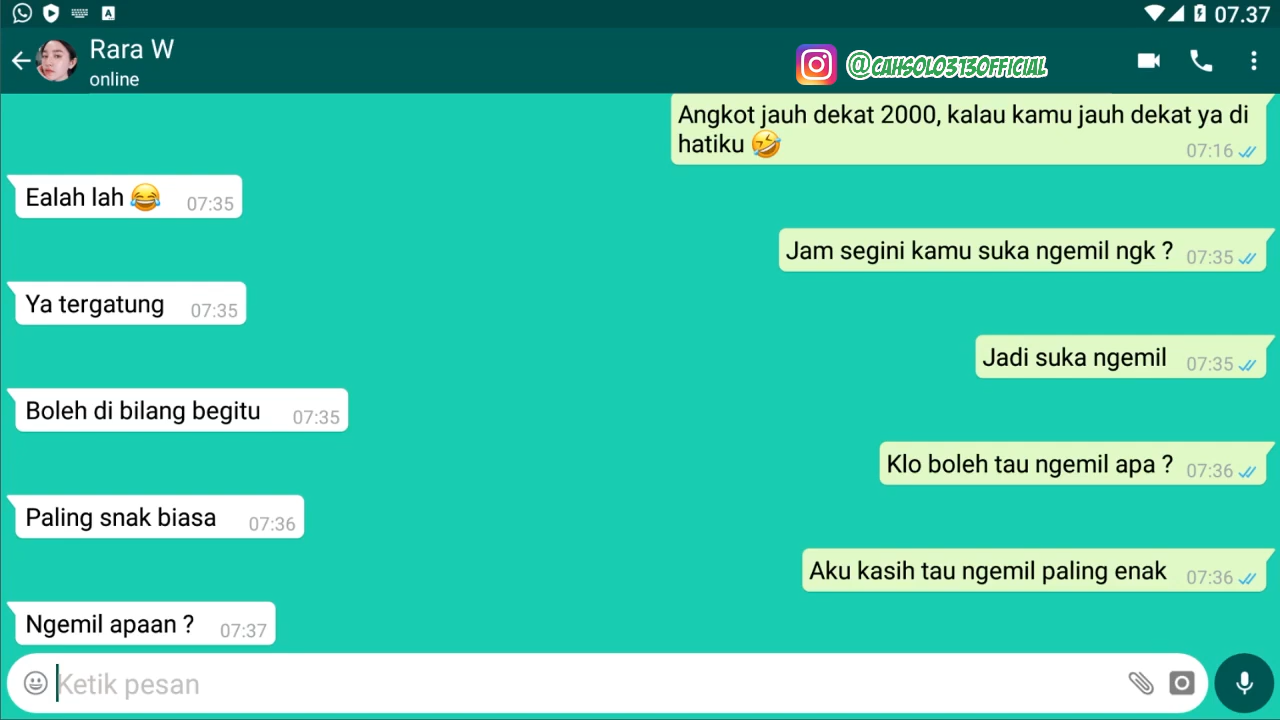 07.37
Rara W
online
@CAHSOLO313OFFICIAL
Angkot jauh dekat 2000, kalau kamu jauh dekat ya di
hatiku 🤣
07:16
Ealah lah 😂 07:35
Jam segini kamu suka ngemil ngk ? 07:35
Ya tergatung 07:35
Jadi suka ngemil 07:35
Boleh di bilang begitu 07:35
Klo boleh tau ngemil apa ? 07:36
Paling snak biasa 07:36
Aku kasih tau ngemil paling enak 07:36
Ngemil apaan ? 07:37
Ketik pesan